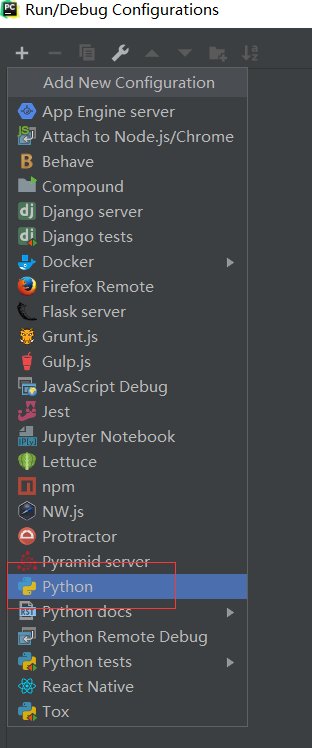 PC Run/Debug Configurations
Add New Configuration
App Engine server
Attach to Node.js/Chrome
Behave
Compound
Django server
Django tests
Docker
Firefox Remote
Flask server
Grunt.js
Gulp.js
JavaScript Debug
Jest
Jupyter Notebook
Lettuce
npm
NW.js
Protractor
Pyramid server
Python
Python docs
Python Remote Debug
Python tests
React Native
Tox